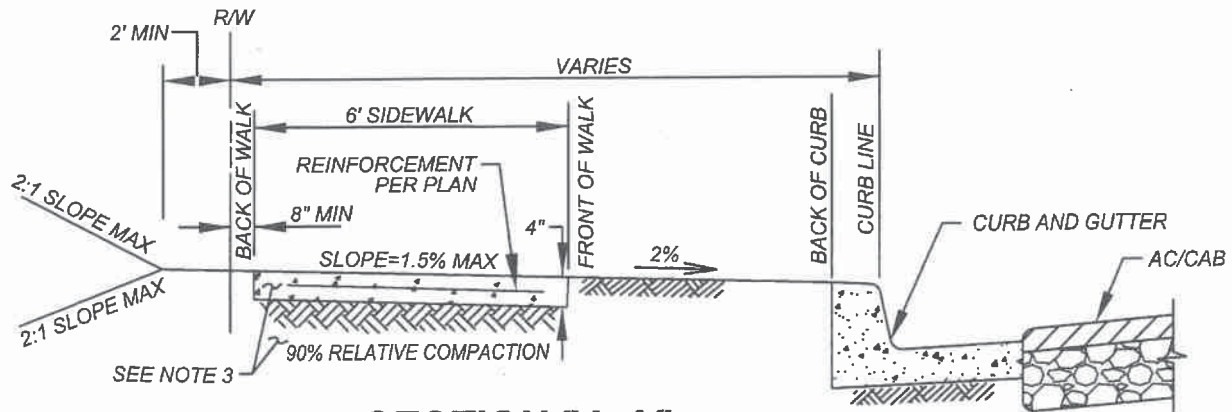 R/W
2' MIN
VARIES
6' SIDEWALK
BACK OF WALK
REINFORCEMENT
PER PLAN
8" MIN
4"
FRONT OF WALK
BACK OF CURB
CURB LINE
CURB AND GUTTER
AC/CAB
2:1 SLOPE MAX
SLOPE=1.5% MAX
2%
2:1 SLOPE MAX
90% RELATIVE COMPACTION
SEE NOTE 3